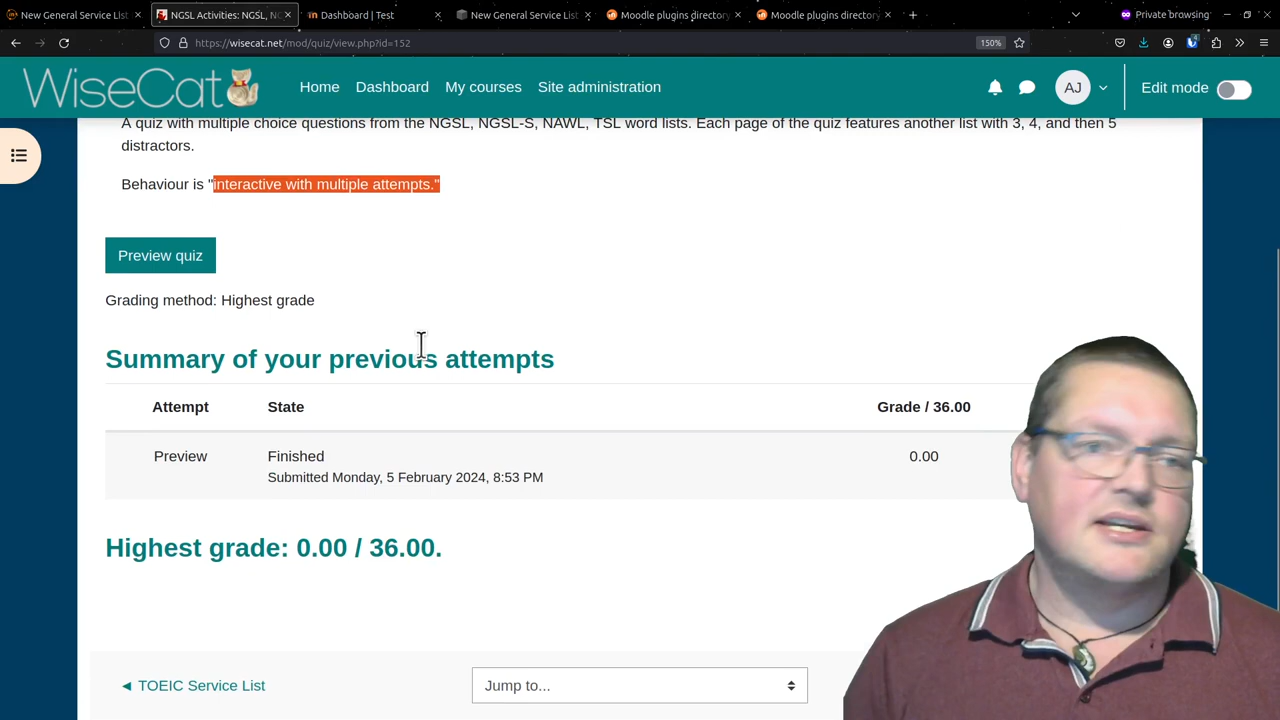 New General Service List
NGSL Activities: NGSL, N
Dashboard | Test
New General Service List
Moodle plugins directory
Moodle plugins directory
Private browsing
https://wisecat.net/mod/quiz/view.php?id=152
150%
WiseCat
Home
Dashboard
My courses
Site administration
AJ
Edit mode
A quiz with multiple choice questions from the NGSL, NGSL-S, NAWL, TSL word lists. Each page of the quiz features another list with 3, 4, and then 5
distractors.
Behaviour is "interactive with multiple attempts."
Preview quiz
Grading method: Highest grade
Summary of your previous attempts
Attempt State Grade / 36.00
Preview Finished 0.00
Submitted Monday, 5 February 2024, 8:53 PM
Highest grade: 0.00 / 36.00.
◄ TOEIC Service List
Jump to...